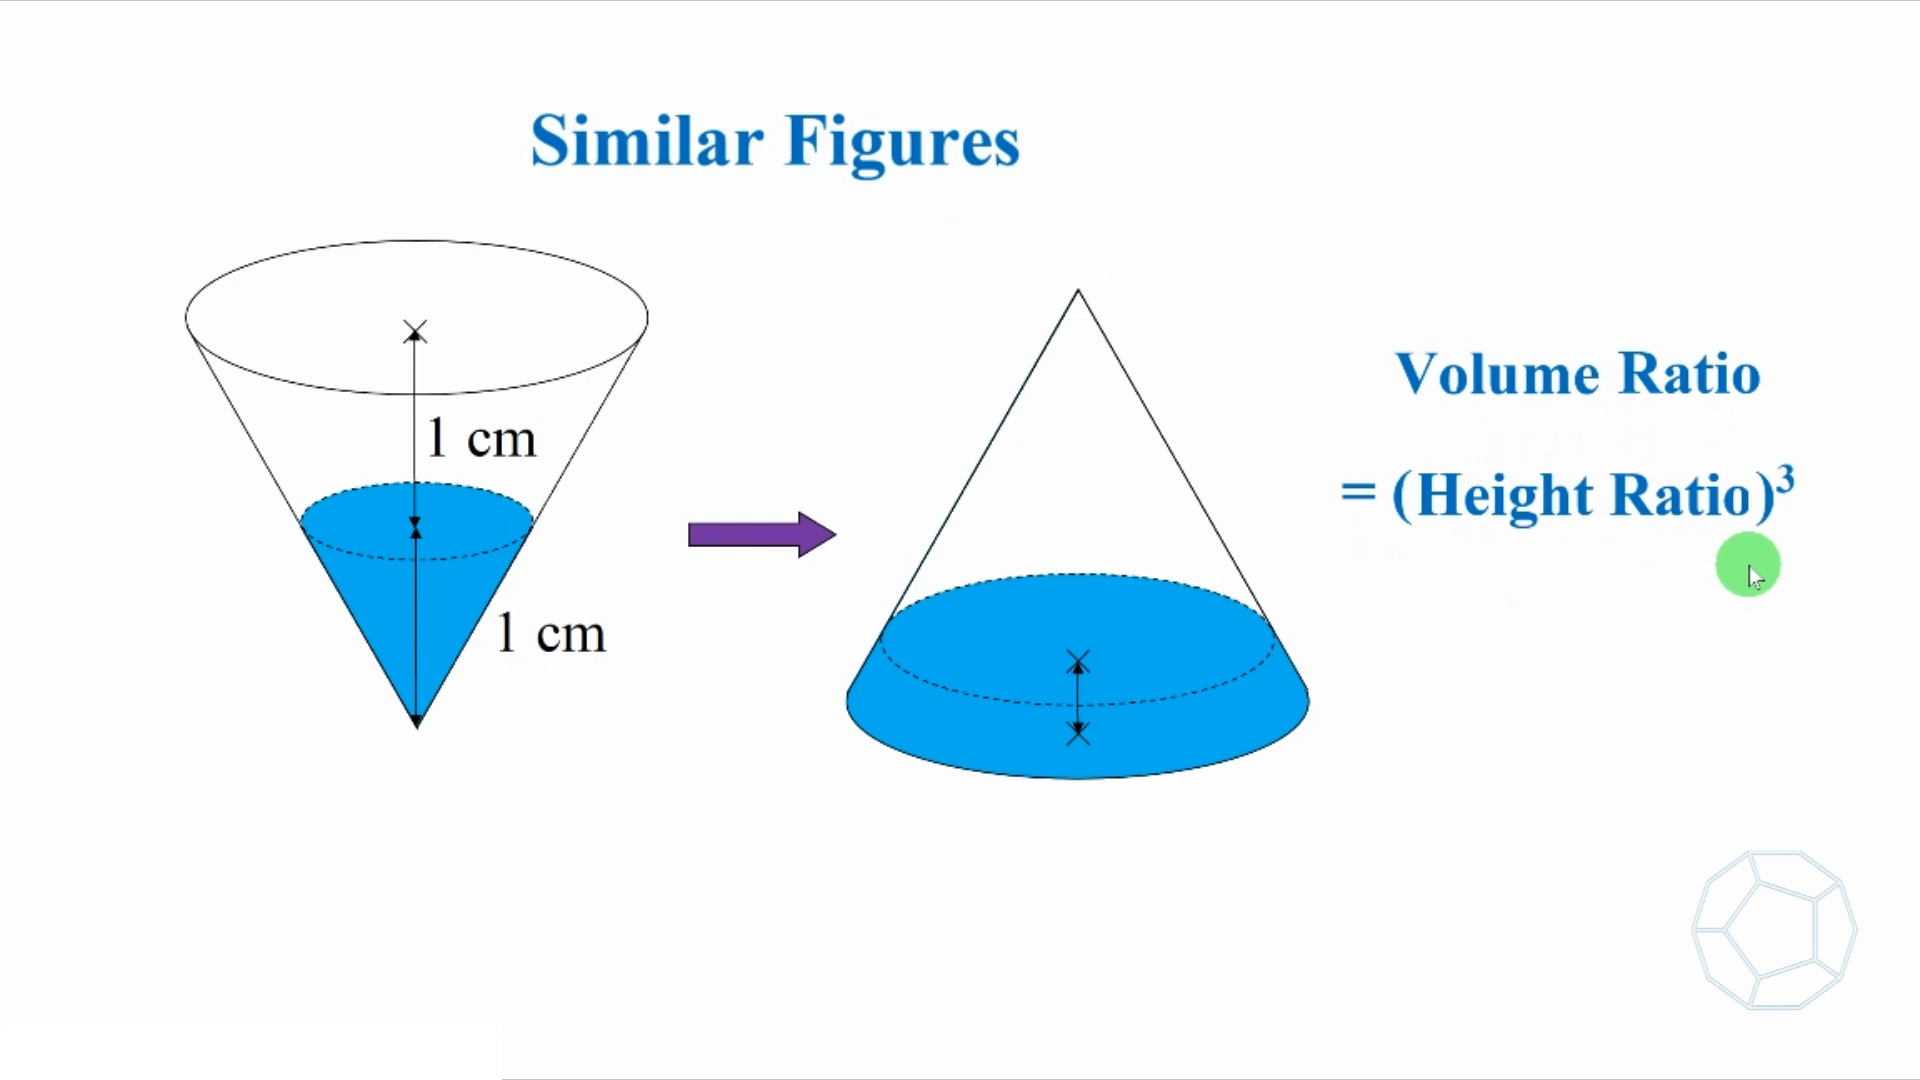 Similar Figures
1 cm
1 cm
Volume Ratio
= (Height Ratio)³